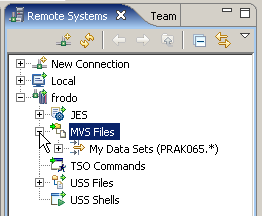 Remote Systems
Team
New Connection
Local
frodo
JES
MVS Files
My Data Sets (PRAK065.*)
TSO Commands
USS Files
USS Shells